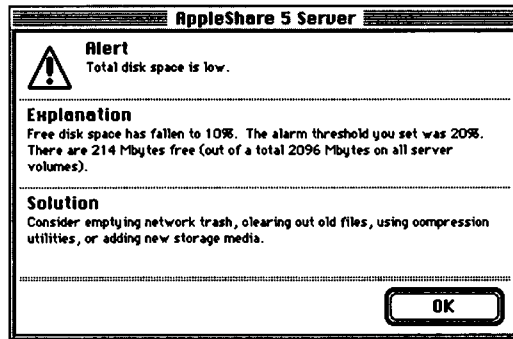 AppleShare 5 Server
Alert
Total disk space is low.
Explanation
Free disk space has fallen to 10%. The alarm threshold you set was 20%.
There are 214 Mbytes free (out of a total 2096 Mbytes on all server
volumes).
Solution
Consider emptying network trash, clearing out old files, using compression
utilities, or adding new storage media.
OK